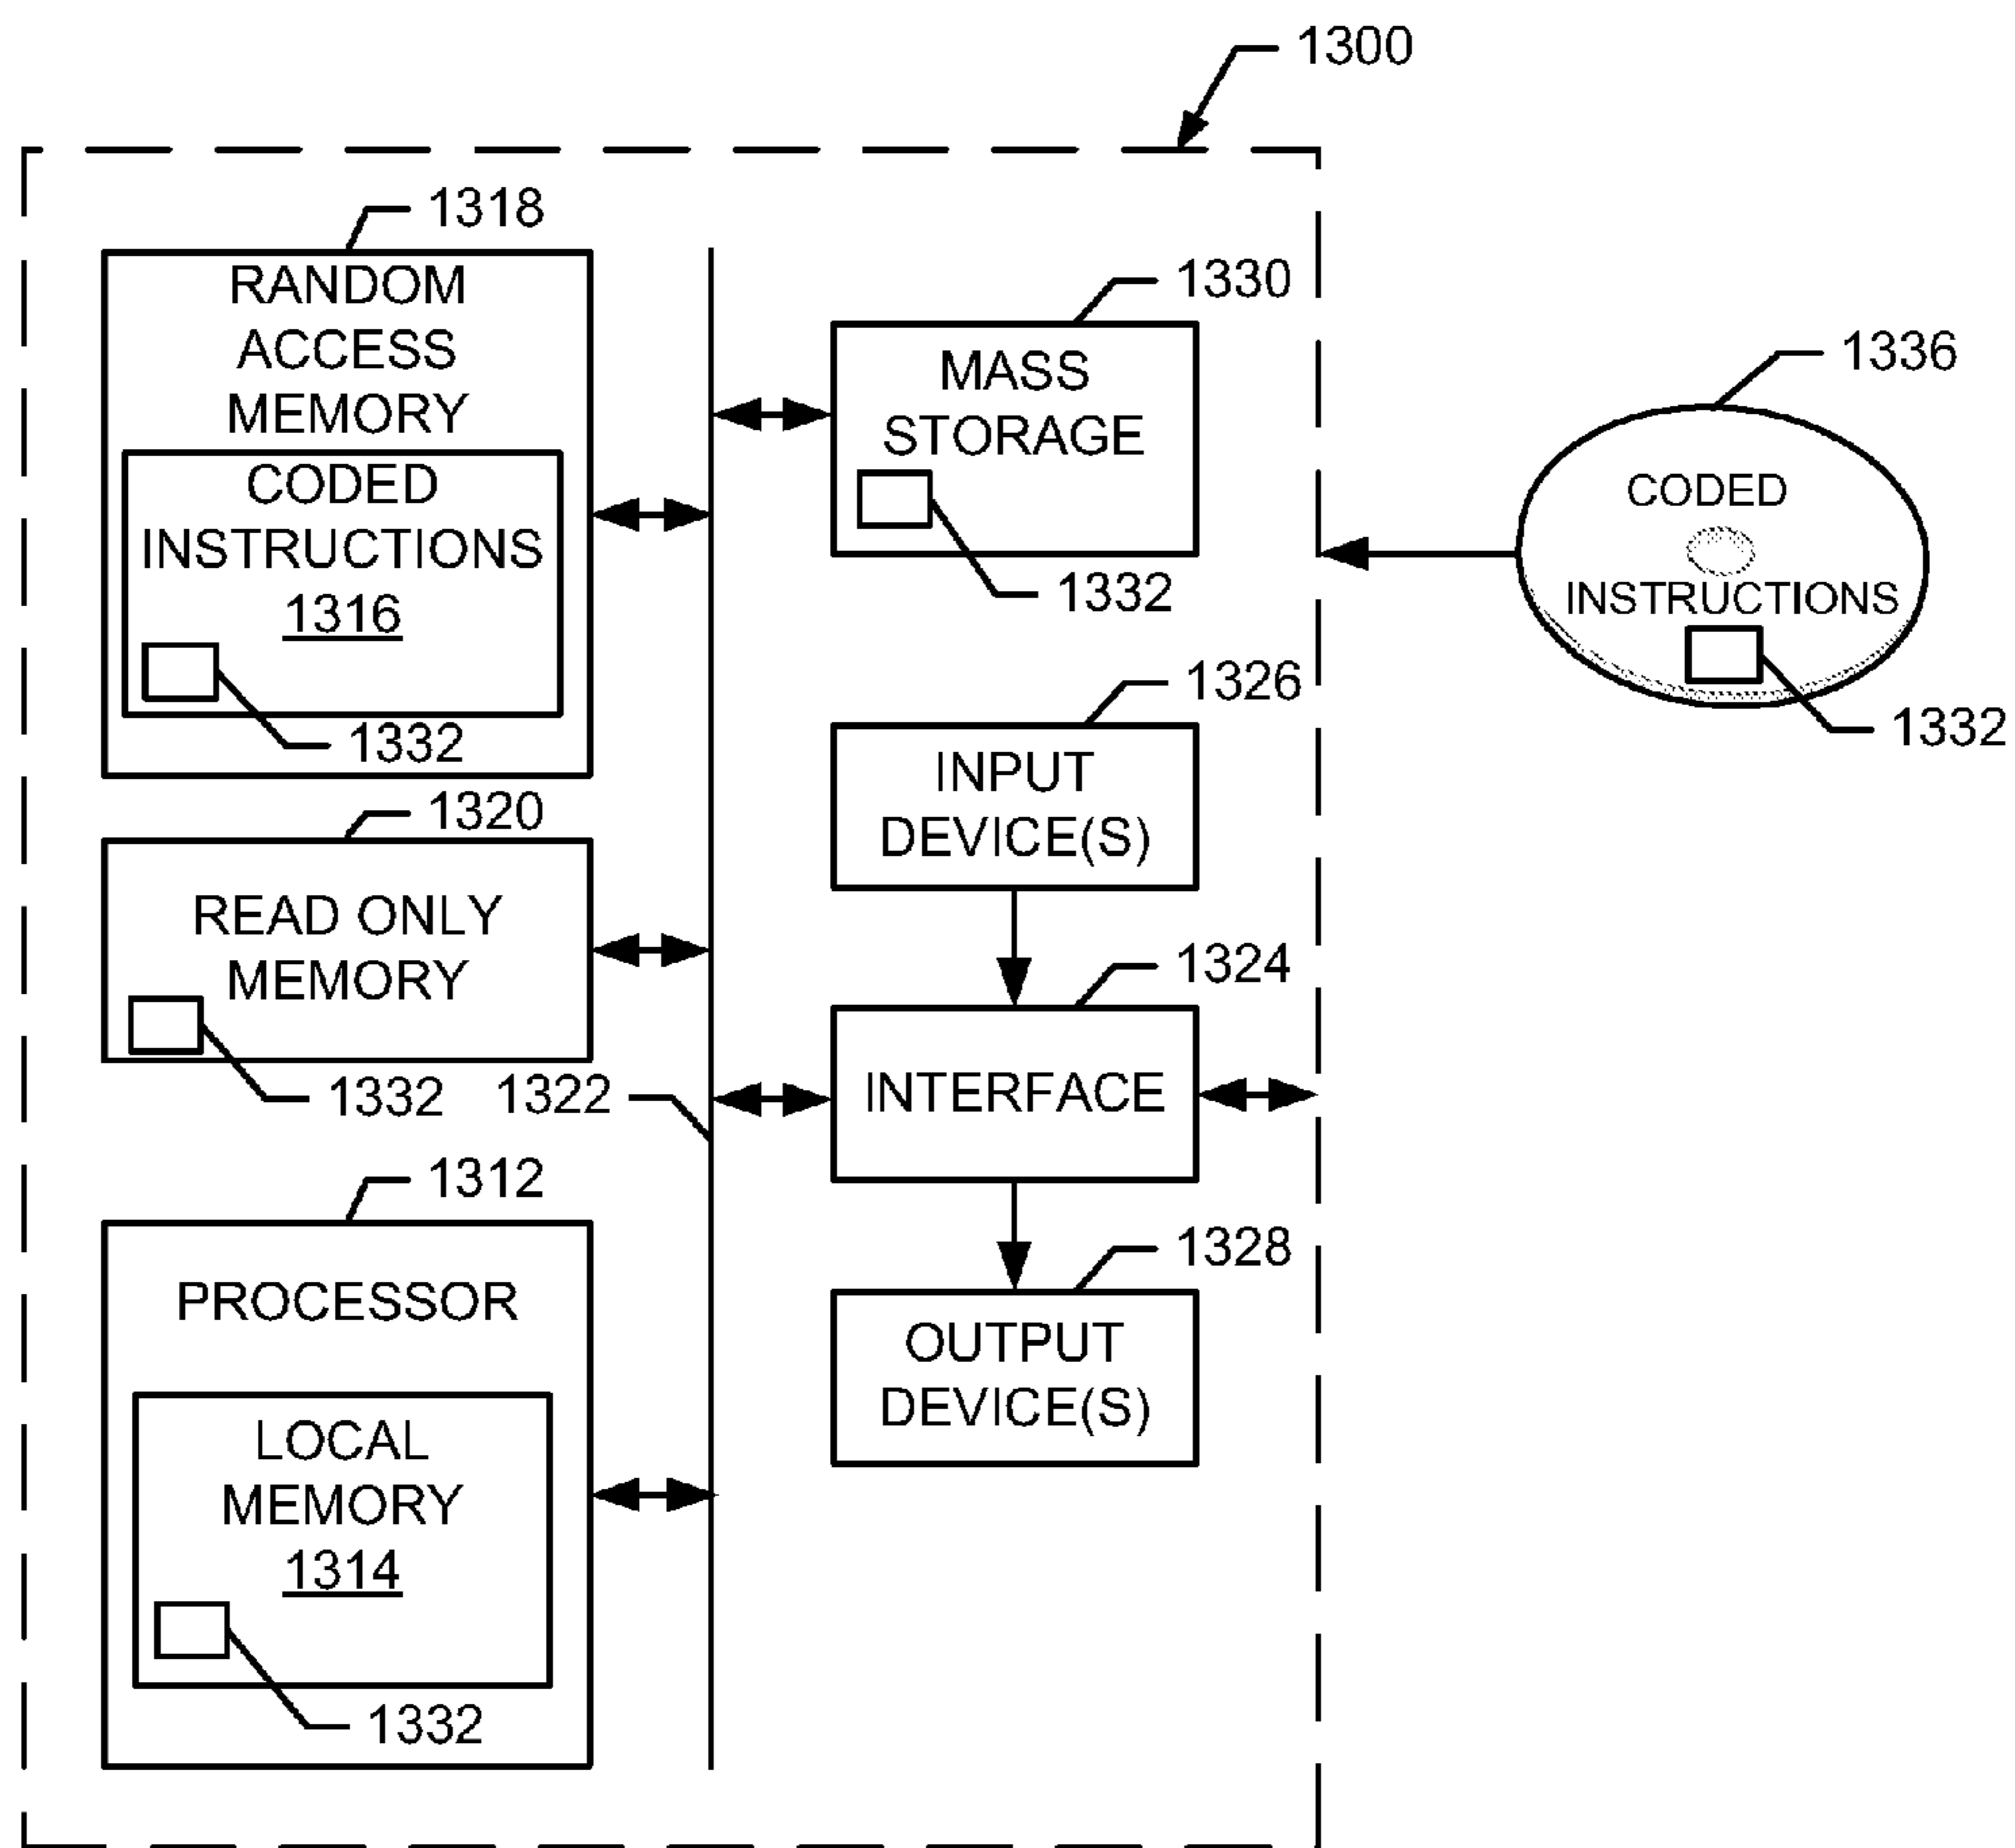 1300
1318
RANDOM
ACCESS
MEMORY
CODED
INSTRUCTIONS
1316
1332
1330
MASS
STORAGE
1332
1336
CODED
INSTRUCTIONS
1332
1320
READ ONLY
MEMORY
1332
1322
1326
INPUT
DEVICE(S)
1324
INTERFACE
1312
PROCESSOR
LOCAL
MEMORY
1314
1332
1328
OUTPUT
DEVICE(S)